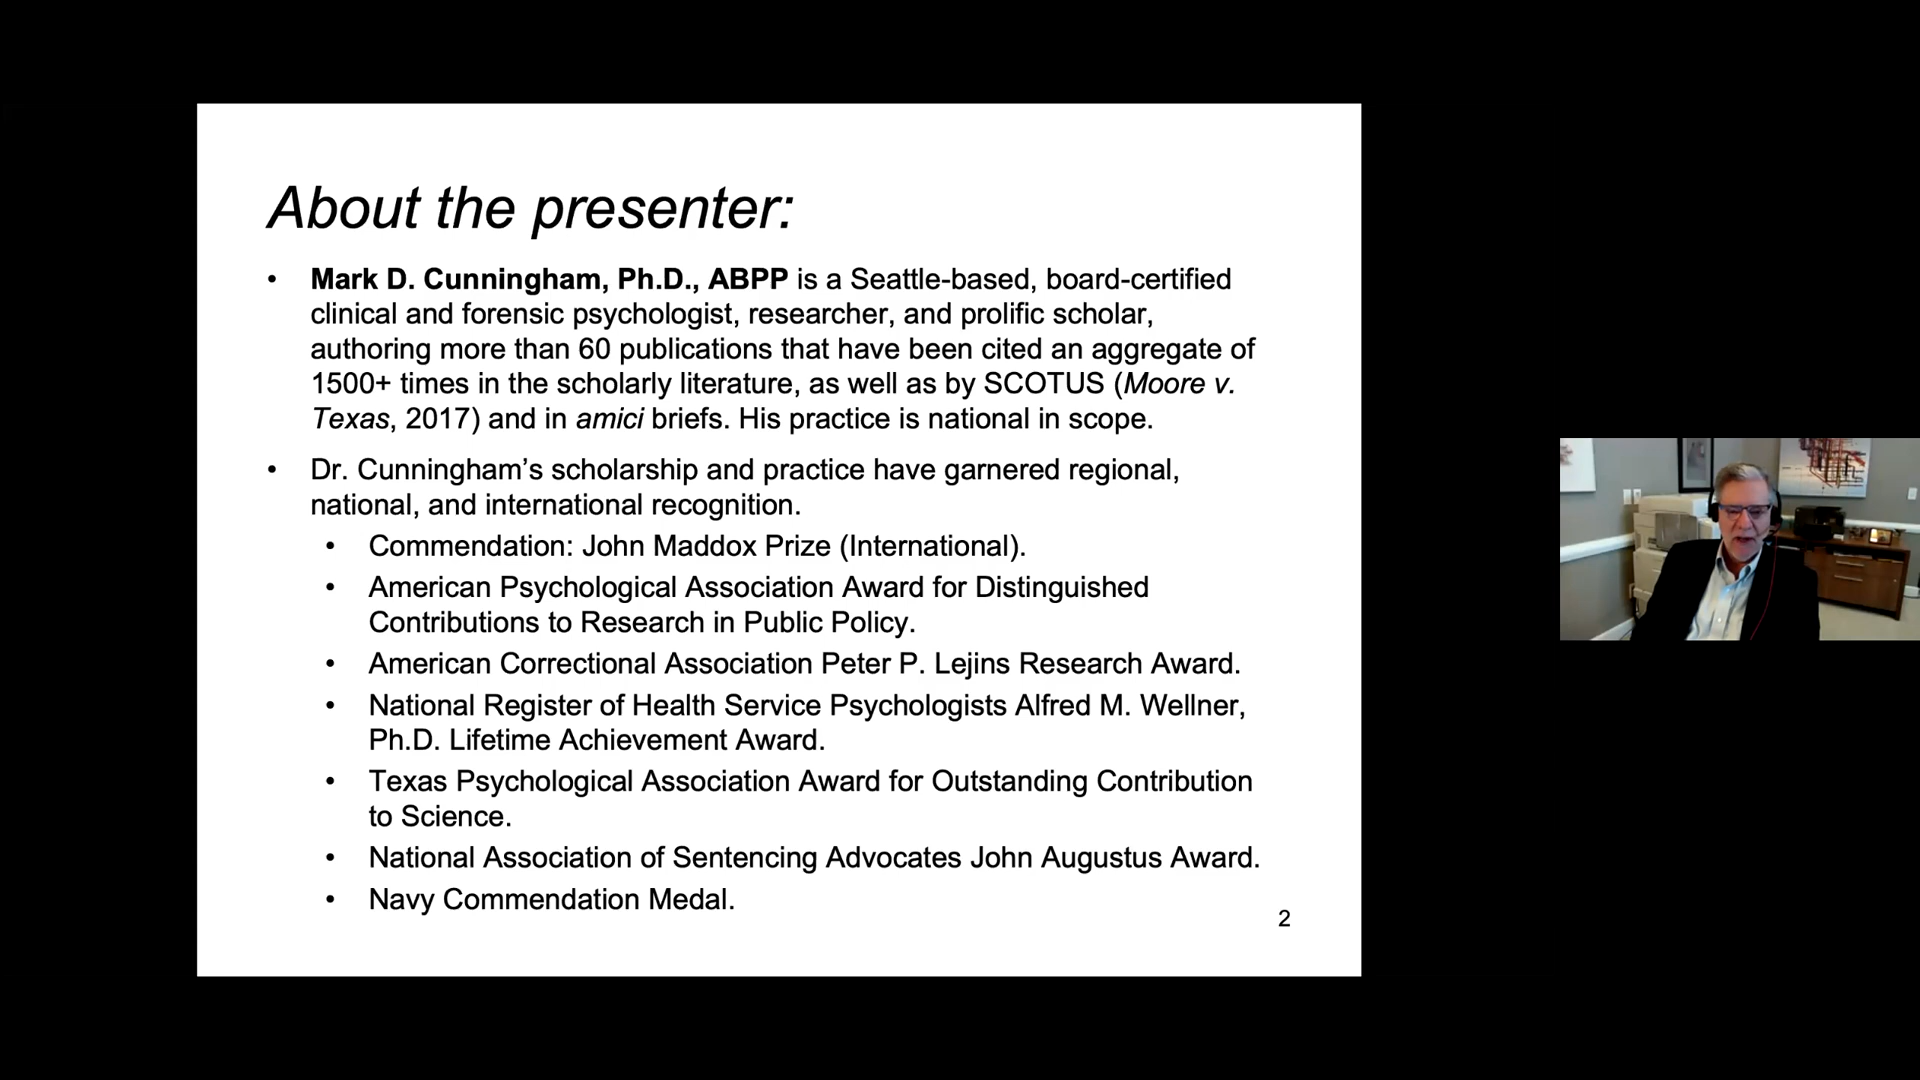 About the presenter:
• Mark D. Cunningham, Ph.D., ABPP is a Seattle-based, board-certified
clinical and forensic psychologist, researcher, and prolific scholar,
authoring more than 60 publications that have been cited an aggregate of
1500+ times in the scholarly literature, as well as by SCOTUS (Moore v.
Texas, 2017) and in amici briefs. His practice is national in scope.
• Dr. Cunningham’s scholarship and practice have garnered regional,
national, and international recognition.
• Commendation: John Maddox Prize (International).
• American Psychological Association Award for Distinguished
Contributions to Research in Public Policy.
• American Correctional Association Peter P. Lejins Research Award.
• National Register of Health Service Psychologists Alfred M. Wellner,
Ph.D. Lifetime Achievement Award.
• Texas Psychological Association Award for Outstanding Contribution
to Science.
• National Association of Sentencing Advocates John Augustus Award.
• Navy Commendation Medal.
2